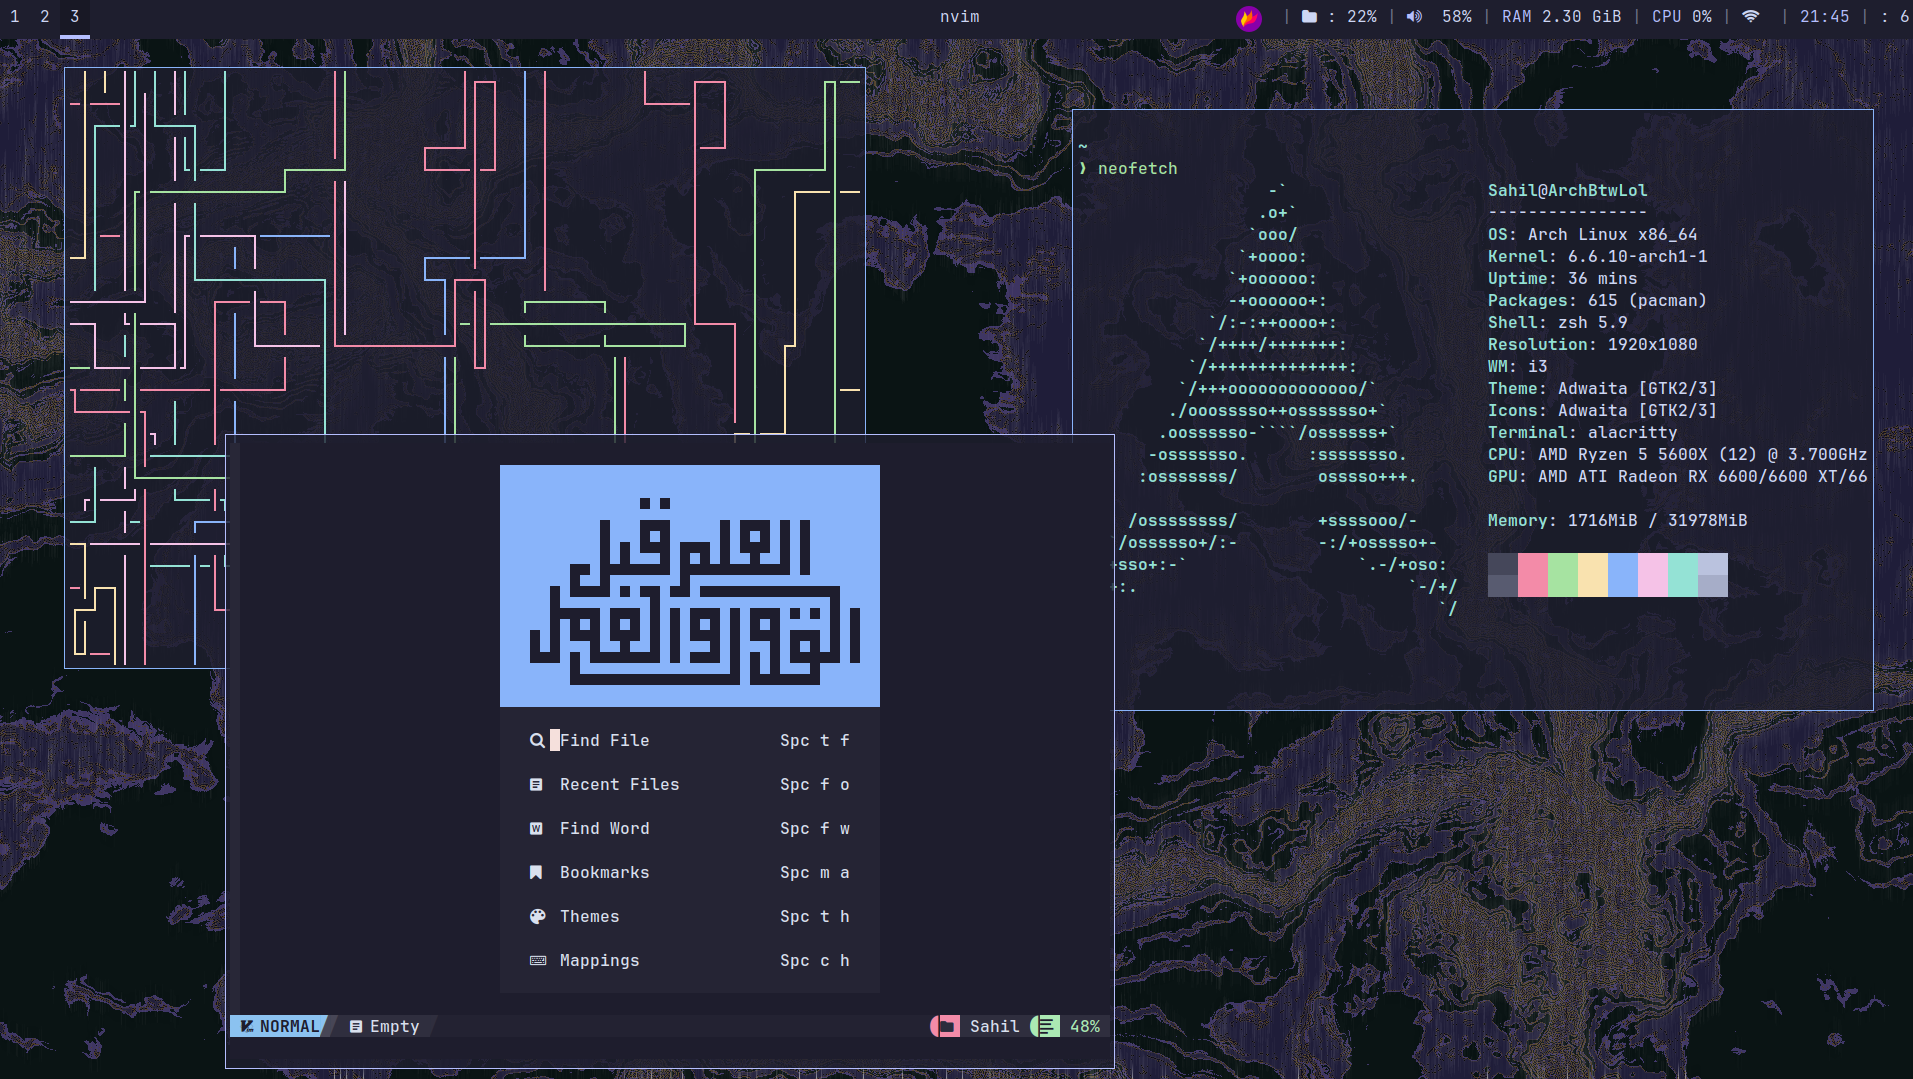 1 2 3
nvim
: 22% | 58% | RAM 2.30 GiB | CPU 0% | | 21:45 | : 6
~
❯ neofetch
Sahil@ArchBtwLol
----------------
OS: Arch Linux x86_64
Kernel: 6.6.10-arch1-1
Uptime: 36 mins
Packages: 615 (pacman)
Shell: zsh 5.9
Resolution: 1920x1080
WM: i3
Theme: Adwaita [GTK2/3]
Icons: Adwaita [GTK2/3]
Terminal: alacritty
CPU: AMD Ryzen 5 5600X (12) @ 3.700GHz
GPU: AMD ATI Radeon RX 6600/6600 XT/66
Memory: 1716MiB / 31978MiB
العلم قبل
القول والعمل
Find File Spc t f
Recent Files Spc f o
Find Word Spc f w
Bookmarks Spc m a
Themes Spc t h
Mappings Spc c h
NORMAL Empty Sahil 48%